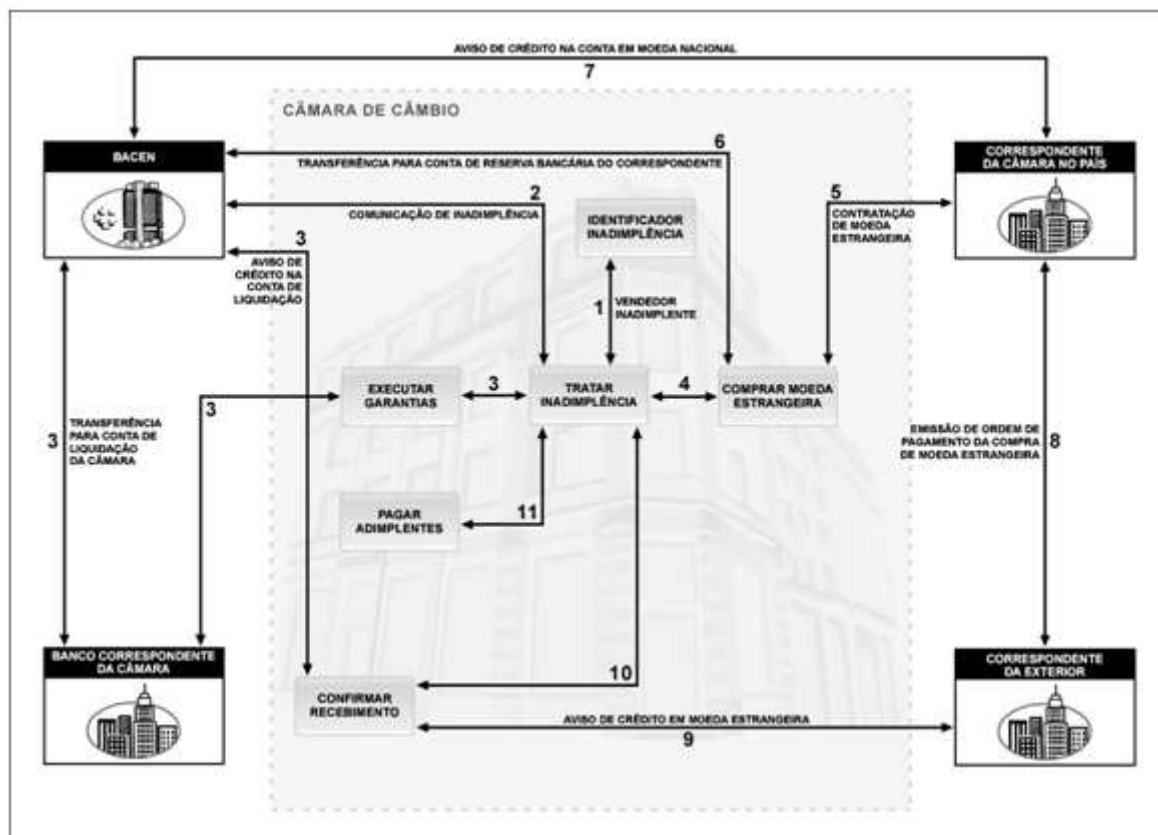 AVISO DE CRÉDITO NA CONTA EM MOEDA NACIONAL
7
CÂMARA DE CÂMBIO
BACEN
6
TRANSFERÊNCIA PARA CONTA DE RESERVA BANCÁRIA DO CORRESPONDENTE
CORRESPONDENTE
DA CÂMARA NO PAÍS
2
COMUNICAÇÃO DE INADIMPLÊNCIA
IDENTIFICADOR
INADIMPLÊNCIA
5
CONTRATAÇÃO
DE MOEDA
ESTRANGEIRA
3
AVISO DE
CRÉDITO NA
CONTA DE
LIQUIDAÇÃO
1
VENDEDOR
INADIMPLENTE
EXECUTAR
GARANTIAS
3
TRATAR
INADIMPLÊNCIA
4
COMPRAR MOEDA
ESTRANGEIRA
3
3
TRANSFERÊNCIA
PARA CONTA DE
LIQUIDAÇÃO
DA CÂMARA
EMISSÃO DE ORDEM DE
PAGAMENTO DA COMPRA
DE MOEDA ESTRANGEIRA
8
PAGAR
ADIMPLENTES
11
BANCO CORRESPONDENTE
DA CÂMARA
CORRESPONDENTE
DA EXTERIOR
10
CONFIRMAR
RECEBIMENTO
AVISO DE CRÉDITO EM MOEDA ESTRANGEIRA
9